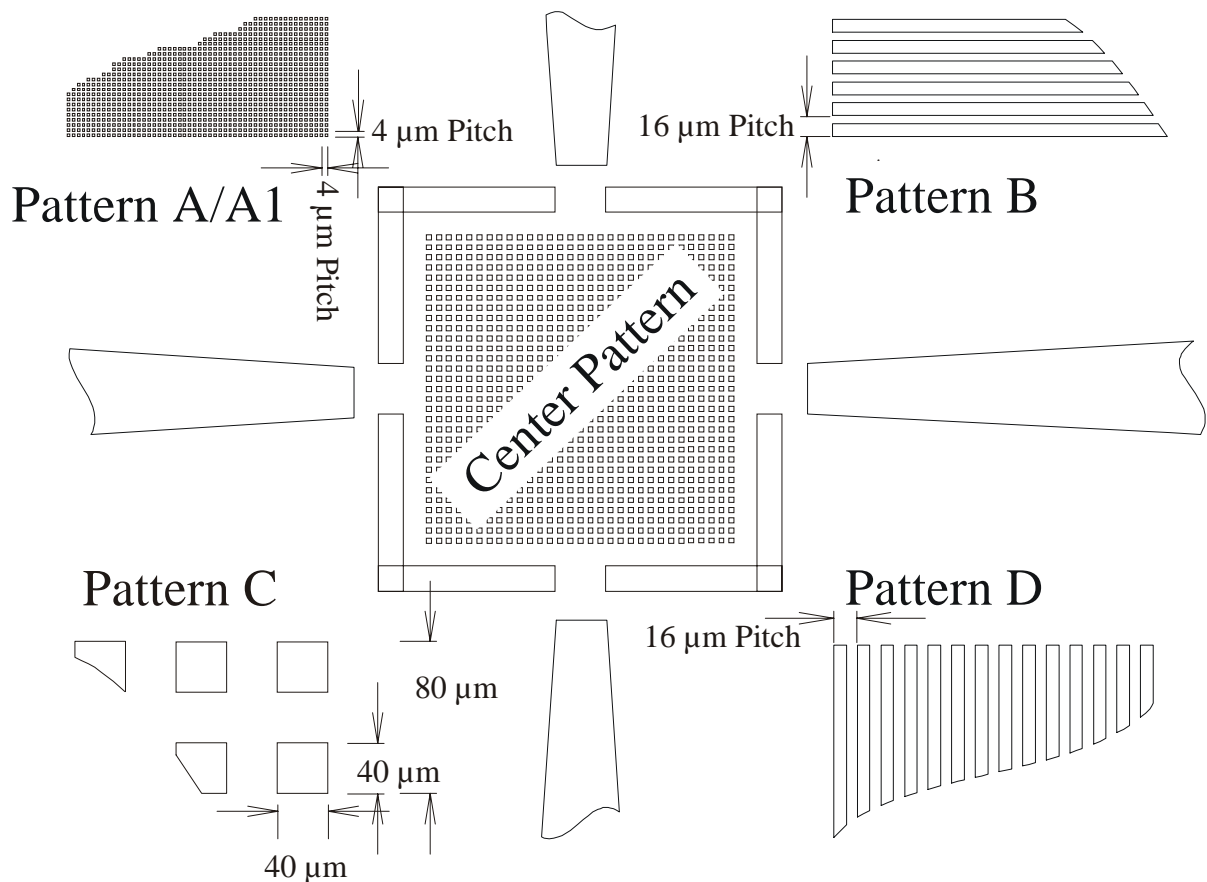 4 µm Pitch
16 µm Pitch
Pattern A/A1
4 µm Pitch
Pattern B
Center Pattern
Pattern C
Pattern D
16 µm Pitch
80 µm
40 µm
40 µm